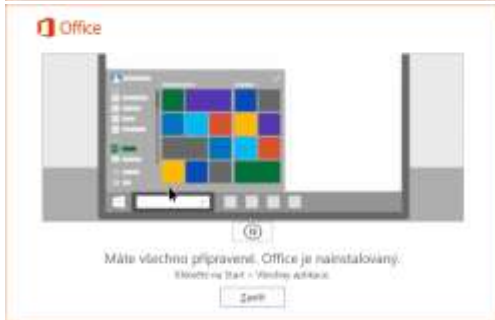 Office
Máte všechno připravené. Office je nainstalovaný.
Klikněte na Start > Všechny aplikace.
Zavřít